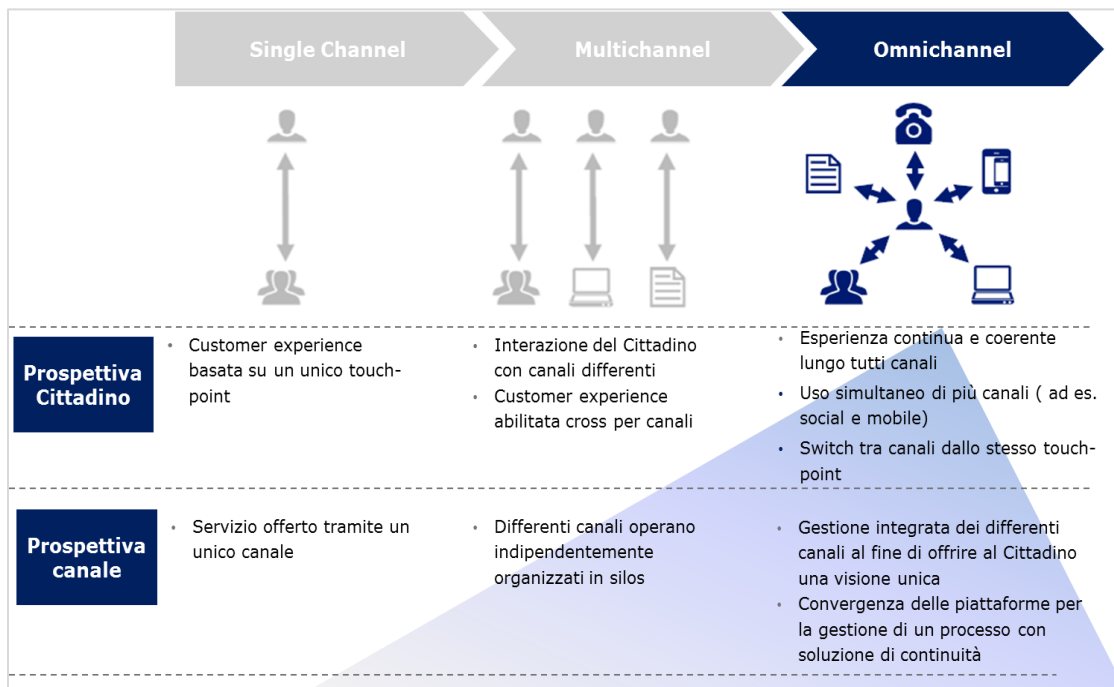 Single Channel
Multichannel
Omnichannel
Prospettiva
Cittadino
• Customer experience
basata su un unico touch-
point
• Interazione del Cittadino
con canali differenti
• Customer experience
abilitata cross per canali
• Esperienza continua e coerente
lungo tutti canali
• Uso simultaneo di più canali ( ad es.
social e mobile)
• Switch tra canali dallo stesso touch-
point
Prospettiva
canale
• Servizio offerto tramite un
unico canale
• Differenti canali operano
indipendentemente
organizzati in silos
• Gestione integrata dei differenti
canali al fine di offrire al Cittadino
una visione unica
• Convergenza delle piattaforme per
la gestione di un processo con
soluzione di continuità